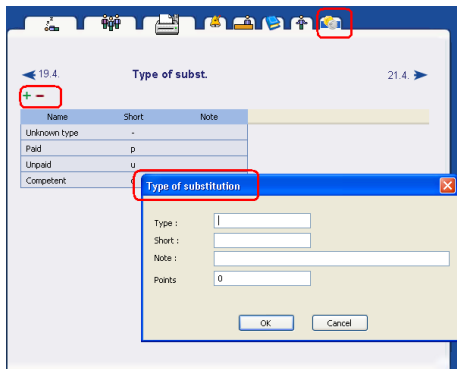 19.4.
Type of subst.
21.4.
+ -
Name Short Note
Unknown type -
Paid p
Unpaid u
Competent
Type of substitution
Type :
Short :
Note :
Points 0
OK Cancel